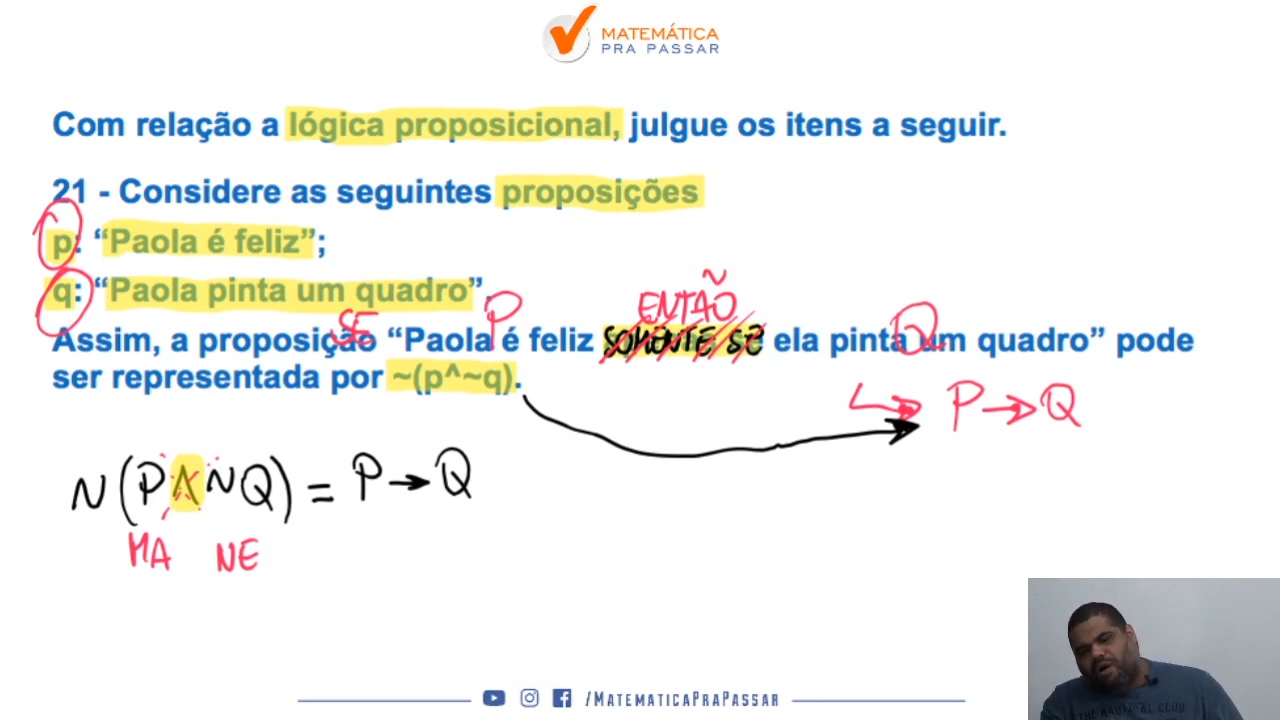 MATEMÁTICA
PRA PASSAR
Com relação a lógica proposicional, julgue os itens a seguir.
21 - Considere as seguintes proposições
p: “Paola é feliz”;
q: “Paola pinta um quadro”.
SE P ENTÃO Q
Assim, a proposição “Paola é feliz SOMENTE SE ela pinta um quadro” pode
ser representada por ~(p^~q).
P→Q
~(P∧~Q) = P→Q
MA NE
/MatematicaPraPassar